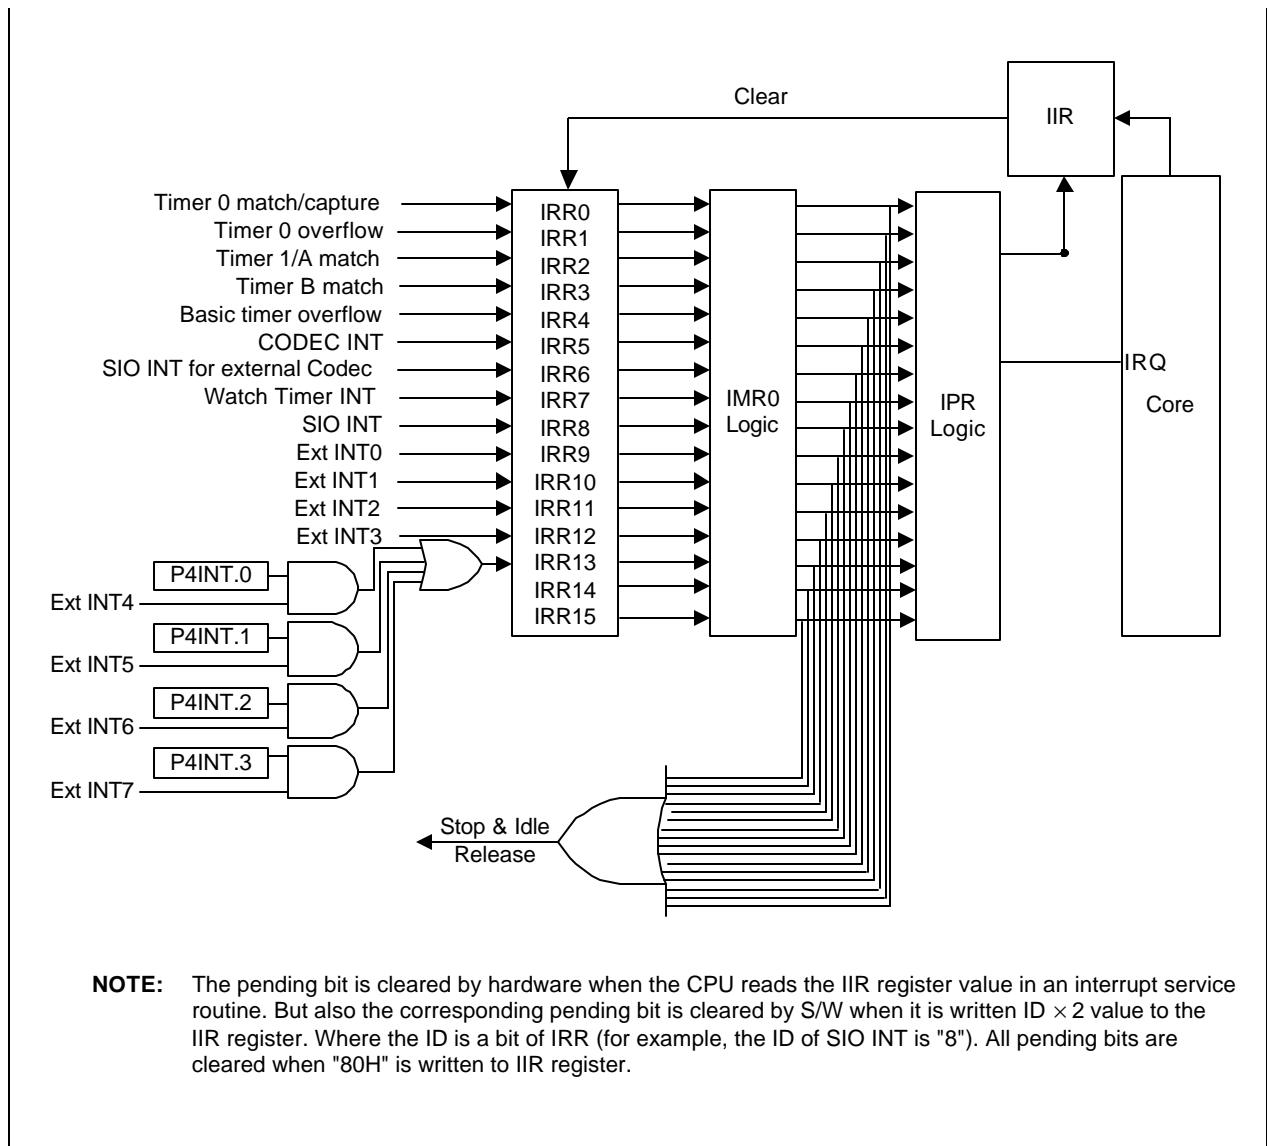 Clear
IIR
Timer 0 match/capture
Timer 0 overflow
Timer 1/A match
Timer B match
Basic timer overflow
CODEC INT
SIO INT for external Codec
Watch Timer INT
SIO INT
Ext INT0
Ext INT1
Ext INT2
Ext INT3
IRR0
IRR1
IRR2
IRR3
IRR4
IRR5
IRR6
IRR7
IRR8
IRR9
IRR10
IRR11
IRR12
IRR13
IRR14
IRR15
IMR0
Logic
IPR
Logic
IRQ
Core
P4INT.0
Ext INT4
P4INT.1
Ext INT5
P4INT.2
Ext INT6
P4INT.3
Ext INT7
Stop & Idle
Release
NOTE: The pending bit is cleared by hardware when the CPU reads the IIR register value in an interrupt service
routine. But also the corresponding pending bit is cleared by S/W when it is written ID × 2 value to the
IIR register. Where the ID is a bit of IRR (for example, the ID of SIO INT is "8"). All pending bits are
cleared when "80H" is written to IIR register.